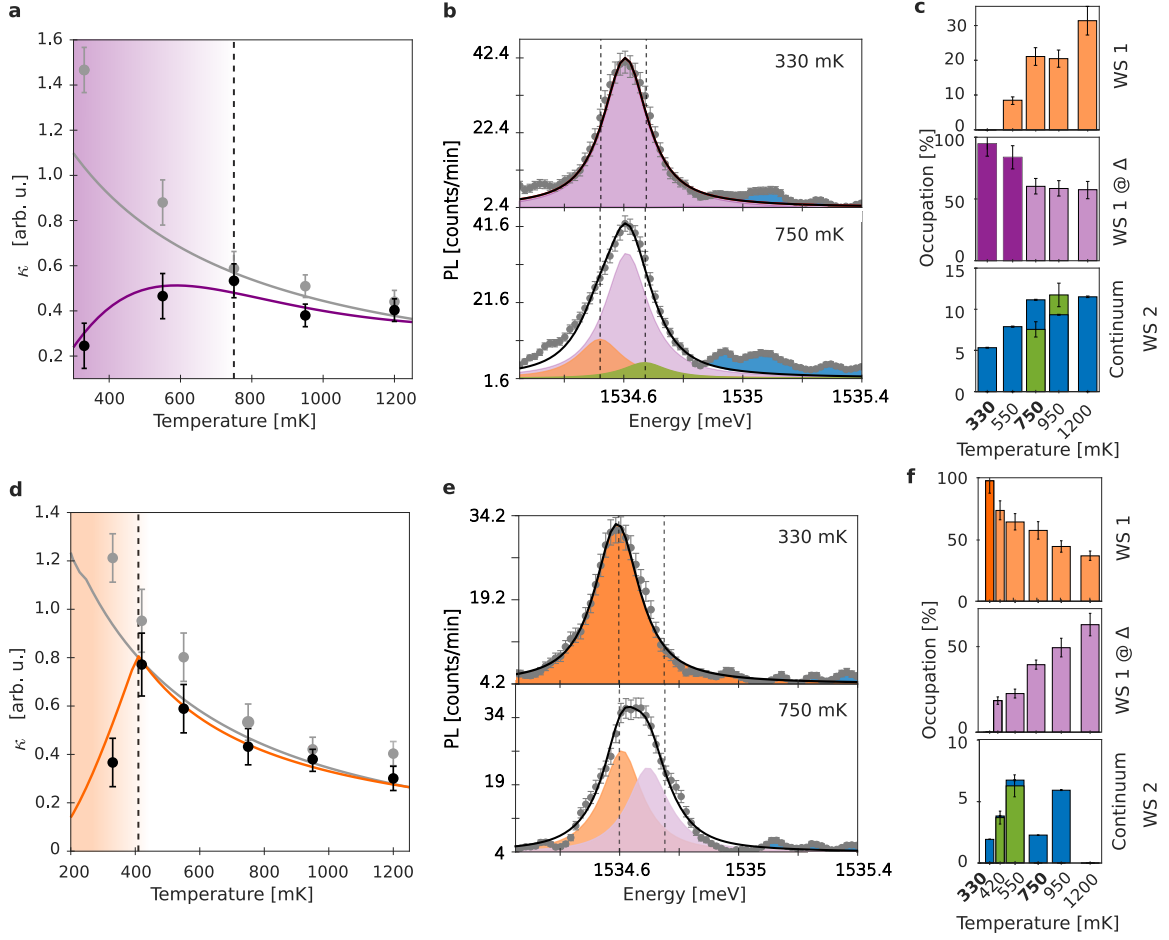 a
1.6
1.4
1.2
1.0
0.8
0.6
0.4
0.2
κ [arb. u.]
400
600
800
1000
1200
Temperature [mK]
b
330 mK
42.4
22.4
2.4
750 mK
41.6
21.6
1.6
PL [counts/min]
1534.6
1535
1535.4
Energy [meV]
c
30
20
10
0
WS 1
100
50
0
WS 1 @ Δ
15
10
5
0
Continuum
WS 2
Occupation [%]
330
550
750
950
1200
Temperature [mK]
d
1.4
1.2
1.0
0.8
0.6
0.4
0.2
0
κ [arb. u.]
200
400
600
800
1000
1200
Temperature [mK]
e
330 mK
34.2
19.2
4.2
750 mK
34
19
4
PL [counts/min]
1534.6
1535
1535.4
Energy [meV]
f
100
50
0
WS 1
50
0
WS 1 @ Δ
10
5
0
Continuum
WS 2
Occupation [%]
330
420
550
750
950
1200
Temperature [mK]